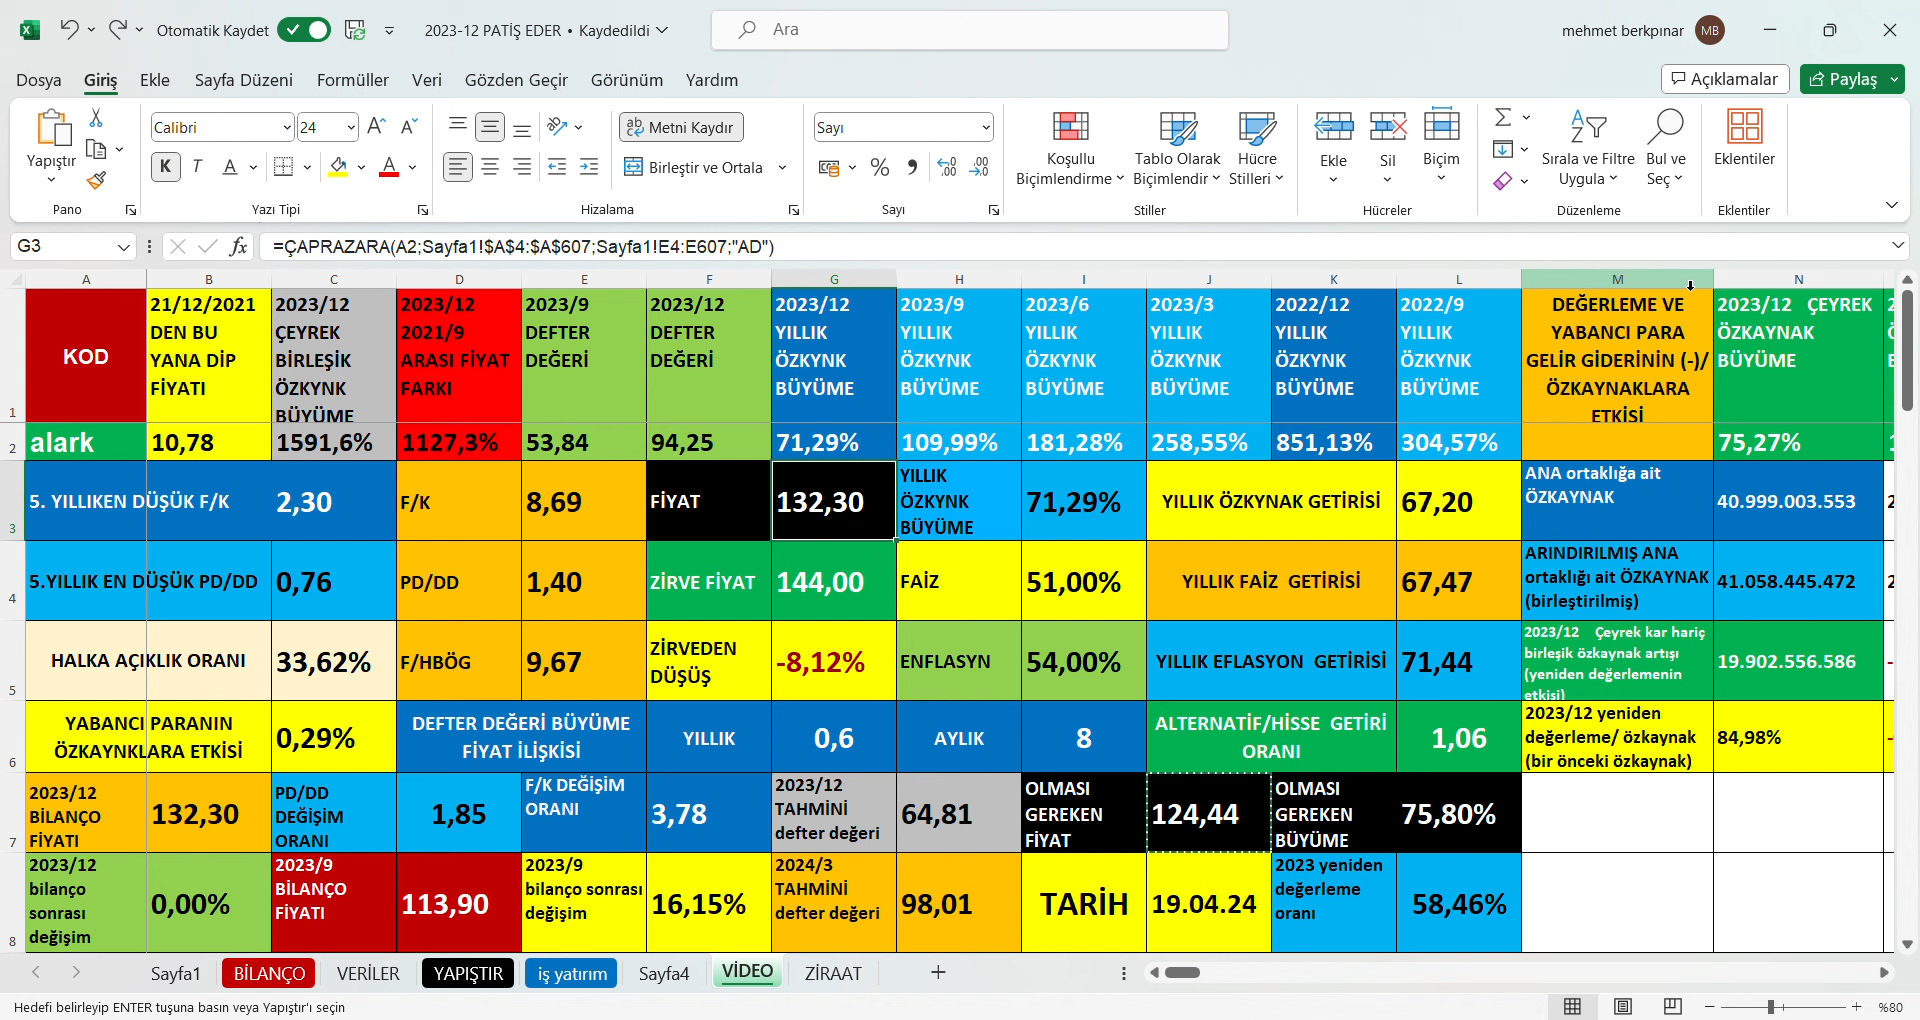 Otomatik Kaydet
2023-12 PATİŞ EDER • Kaydedildi
Ara
mehmet berkpınar
MB
Dosya Giriş Ekle Sayfa Düzeni Formüller Veri Gözden Geçir Görünüm Yardım
Açıklamalar
Paylaş
Yapıştır
Pano
Calibri
24
K T A
A
Yazı Tipi
Metni Kaydır
Birleştir ve Ortala
Hizalama
Sayı
Sayı
Koşullu
Biçimlendirme
Tablo Olarak
Biçimlendir
Hücre
Stilleri
Stiller
Ekle
Sil
Biçim
Hücreler
Sırala ve Filtre
Uygula
Bul ve
Seç
Düzenleme
Eklentiler
Eklentiler
G3
fx
=ÇAPRAZARA(A2;Sayfa1!$A$4:$A$607;Sayfa1!E4:E607;"AD")
A B C D E F G H I J K L M N
1
KOD
21/12/2021
DEN BU
YANA DİP
FİYATI
2023/12
ÇEYREK
BİRLEŞİK
ÖZKYNK
BÜYÜME
2023/12
2021/9
ARASI FİYAT
FARKI
2023/9
DEFTER
DEĞERİ
2023/12
DEFTER
DEĞERİ
2023/12
YILLIK
ÖZKYNK
BÜYÜME
2023/9
YILLIK
ÖZKYNK
BÜYÜME
2023/6
YILLIK
ÖZKYNK
BÜYÜME
2023/3
YILLIK
ÖZKYNK
BÜYÜME
2022/12
YILLIK
ÖZKYNK
BÜYÜME
2022/9
YILLIK
ÖZKYNK
BÜYÜME
DEĞERLEME VE
YABANCI PARA
GELİR GİDERİNİN (-)/
ÖZKAYNAKLARA
ETKİSİ
2023/12 ÇEYREK
ÖZKAYNAK
BÜYÜME
2
alark 10,78 1591,6% 1127,3% 53,84 94,25 71,29% 109,99% 181,28% 258,55% 851,13% 304,57% 75,27%
3
5. YILLIKEN DÜŞÜK F/K
2,30
F/K
8,69
FİYAT
132,30
YILLIK
ÖZKYNK
BÜYÜME
71,29%
YILLIK ÖZKYNAK GETİRİSİ
67,20
ANA ortaklığa ait
ÖZKAYNAK
40.999.003.553
4
5.YILLIK EN DÜŞÜK PD/DD
0,76
PD/DD
1,40
ZİRVE FİYAT
144,00
FAİZ
51,00%
YILLIK FAİZ GETİRİSİ
67,47
ARINDIRILMIŞ ANA
ortaklığı ait ÖZKAYNAK
(birleştirilmiş)
41.058.445.472
5
HALKA AÇIKLIK ORANI
33,62%
F/HBÖG
9,67
ZİRVEDEN
DÜŞÜŞ
-8,12%
ENFLASYN
54,00%
YILLIK EFLASYON GETİRİSİ
71,44
2023/12 Çeyrek kar hariç
birleşik özkaynak artışı
(yeniden değerlemenin
etkisi)
19.902.556.586
6
YABANCI PARANIN
ÖZKAYNKLARA ETKİSİ
0,29%
DEFTER DEĞERİ BÜYÜME
FİYAT İLİŞKİSİ
YILLIK
0,6
AYLIK
8
ALTERNATİF/HİSSE GETİRİ
ORANI
1,06
2023/12 yeniden
değerleme/ özkaynak
(bir önceki özkaynak)
84,98%
7
2023/12
BİLANÇO
FİYATI
132,30
PD/DD
DEĞİŞİM
ORANI
1,85
F/K DEĞİŞİM
ORANI
3,78
2023/12
TAHMİNİ
defter değeri
64,81
OLMASI
GEREKEN
FİYAT
124,44
OLMASI
GEREKEN
BÜYÜME
75,80%
8
2023/12
bilanço
sonrası
değişim
0,00%
2023/9
BİLANÇO
FİYATI
113,90
2023/9
bilanço sonrası
değişim
16,15%
2024/3
TAHMİNİ
defter değeri
98,01
TARİH
19.04.24
2023 yeniden
değerleme
oranı
58,46%
Sayfa1 BİLANÇO VERİLER YAPIŞTIR iş yatırım Sayfa4 VİDEO ZİRAAT
Hedefi belirleyip ENTER tuşuna basın veya Yapıştır'ı seçin
%80